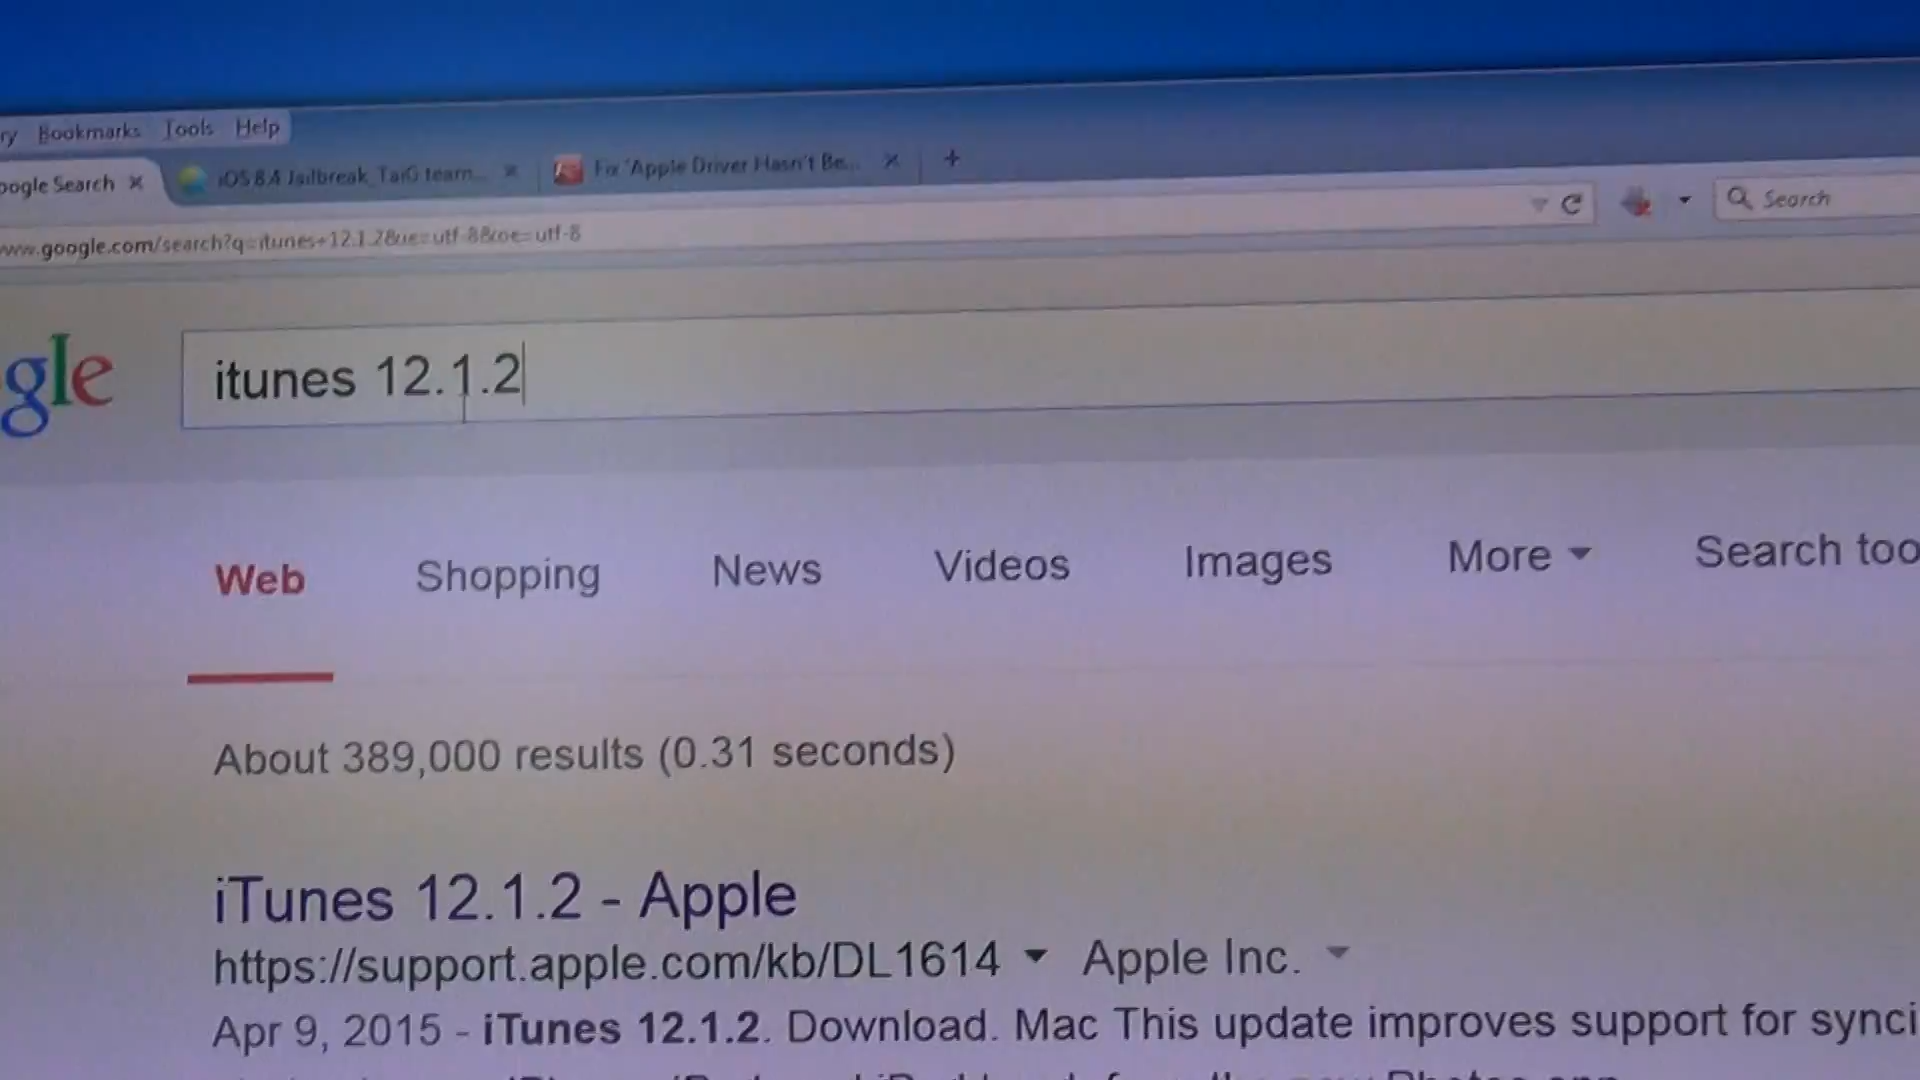 ry Bookmarks Tools Help
oogle Search iOS 8.4 Jailbreak_TaiG team... Fix 'Apple Driver Hasn't Be...
www.google.com/search?q=itunes+12.1.2&ie=utf-8&oe=utf-8 Search
gle itunes 12.1.2
Web Shopping News Videos Images More Search too
About 389,000 results (0.31 seconds)
iTunes 12.1.2 - Apple
https://support.apple.com/kb/DL1614 Apple Inc.
Apr 9, 2015 - iTunes 12.1.2. Download. Mac This update improves support for synci